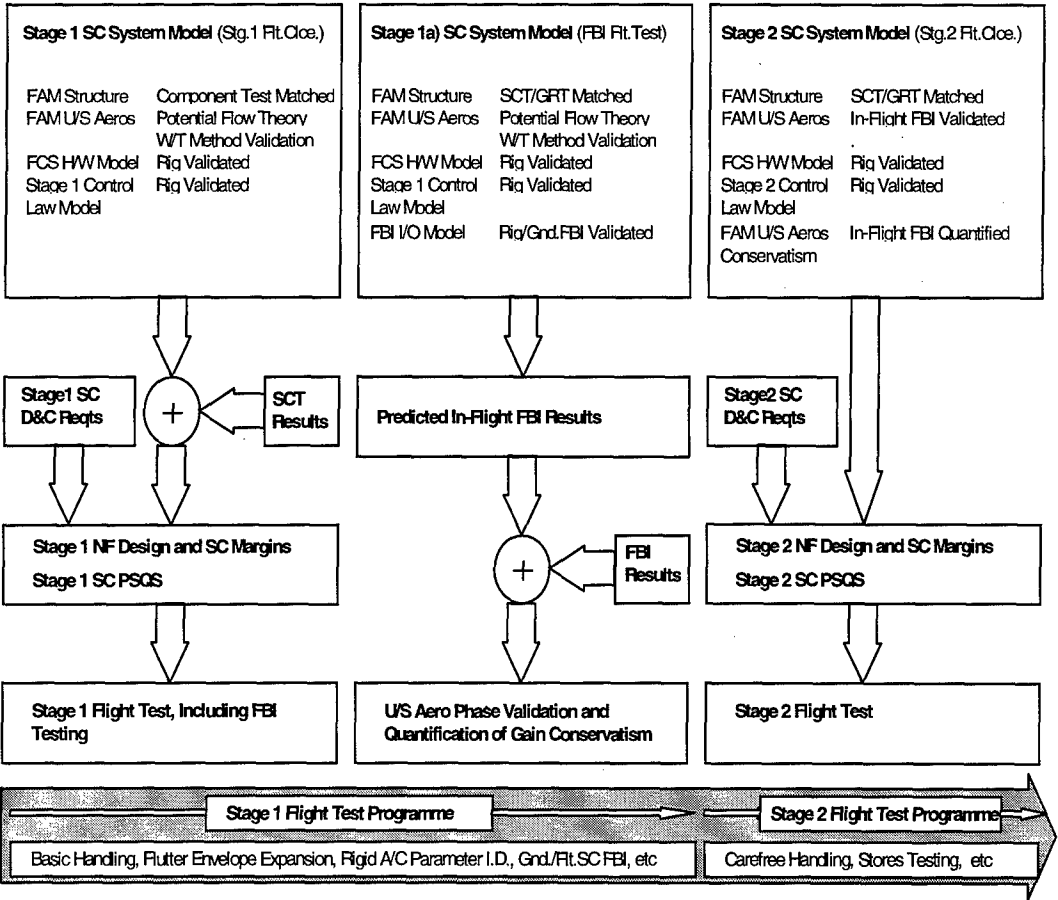 Stage 1 SC System Model (Stg.1 Flt.Clce.)
FAM Structure Component Test Matched
FAM U/S Aeros Potential Flow Theory
W/T Method Validation
FCS H/W Model Rig Validated
Stage 1 Control Rig Validated
Law Model
Stage 1a) SC System Model (FBI Flt.Test)
FAM Structure SCT/GRT Matched
FAM U/S Aeros Potential Flow Theory
W/T Method Validation
FCS H/W Model Rig Validated
Stage 1 Control Rig Validated
Law Model
FBI I/O Model Rig/Gnd.FBI Validated
Stage 2 SC System Model (Stg.2 Flt.Clce.)
FAM Structure SCT/GRT Matched
FAM U/S Aeros In-Flight FBI Validated
FCS H/W Model Rig Validated
Stage 2 Control Rig Validated
Law Model
FAM U/S Aeros In-Flight FBI Quantified
Conservatism
Stage1 SC
D&C Reqts
+
SCT
Results
Predicted In-Flight FBI Results
Stage2 SC
D&C Reqts
Stage 1 NF Design and SC Margins
Stage 1 SC PSQS
+
FBI
Results
Stage 2 NF Design and SC Margins
Stage 2 SC PSQS
Stage 1 Flight Test, Including FBI
Testing
U/S Aero Phase Validation and
Quantification of Gain Conservatism
Stage 2 Flight Test
Stage 1 Flight Test Programme
Stage 2 Flight Test Programme
Basic Handling, Flutter Envelope Expansion, Rigid A/C Parameter I.D., Gnd./Flt.SC FBI, etc
Carefree Handling, Stores Testing, etc